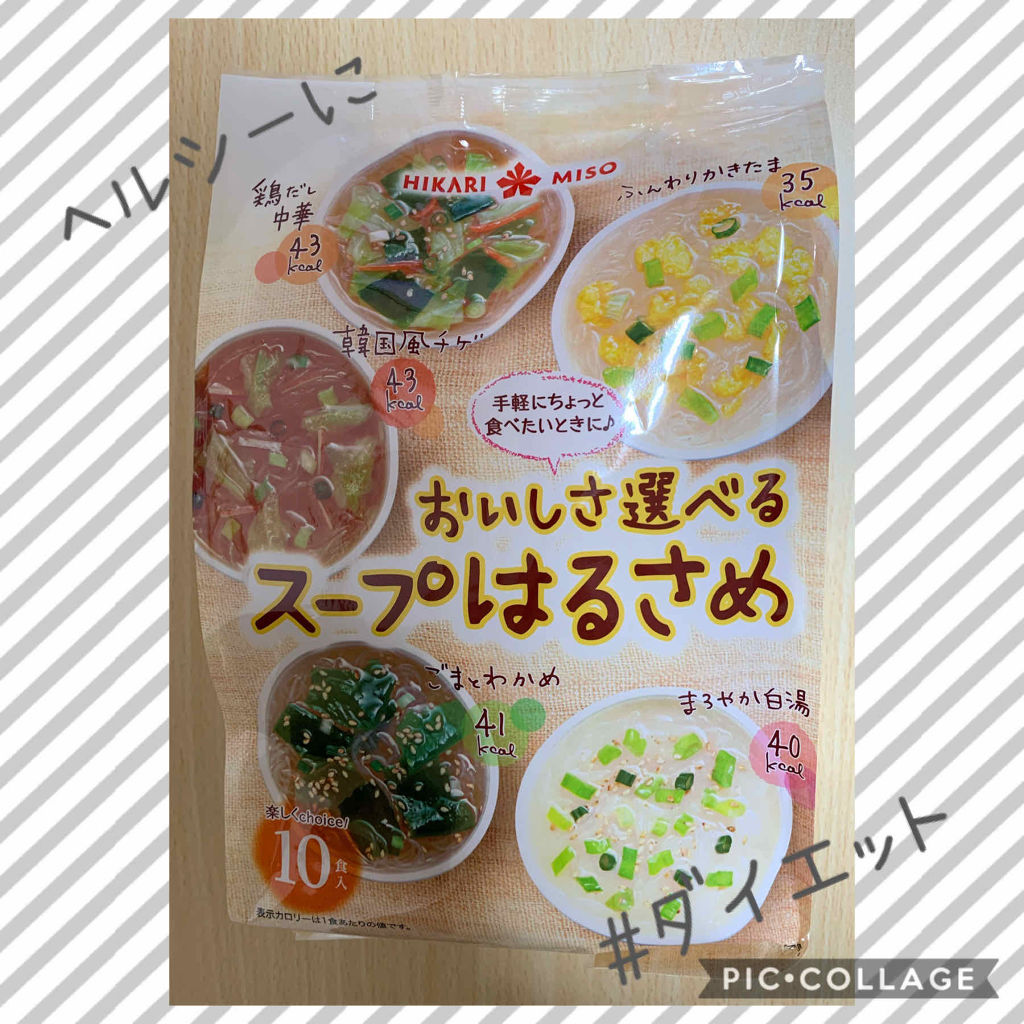 ヘルシーに
HIKARI MISO
鶏だし
中華
43
kcal
ふんわりかきたま
35
kcal
韓国風チゲ
43
kcal
手軽にちょっと
食べたいときに♪
おいしさ選べる
スープはるさめ
ごまとわかめ
41
kcal
まろやか白湯
40
kcal
楽しくchoice!
10食入
表示カロリーは1食あたりの値です。
#ダイエット
PIC•COLLAGE